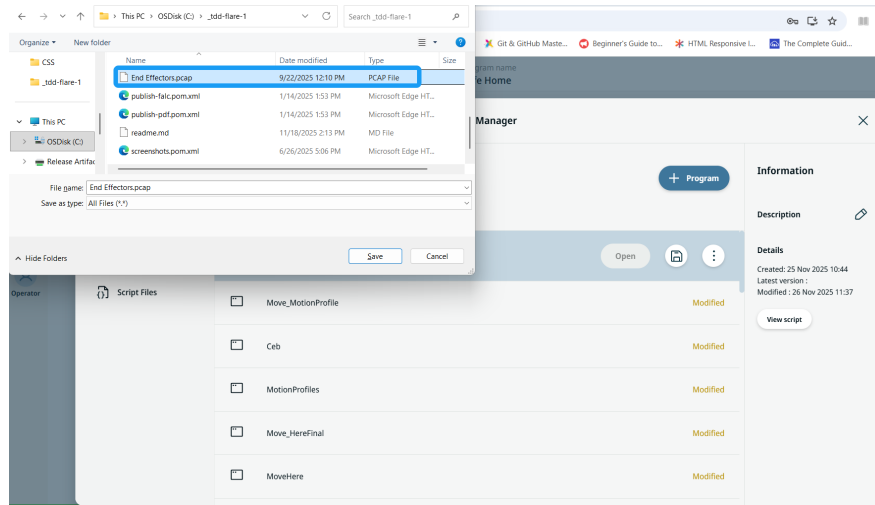 This PC > OSDisk (C:) > _tdd-flare-1
Search _tdd-flare-1
Organize
New folder
Name
Date modified
Type
Size
CSS
_tdd-flare-1
This PC
OSDisk (C:)
Release Artifac
End Effectors.pcap 9/22/2025 12:10 PM PCAP File
publish-falc.pom.xml 1/14/2025 1:53 PM Microsoft Edge HT...
publish-pdf.pom.xml 1/14/2025 1:53 PM Microsoft Edge HT...
readme.md 11/18/2025 2:13 PM MD File
screenshots.pom.xml 6/26/2025 5:06 PM Microsoft Edge HT...
File name: End Effectors.pcap
Save as type: All Files (*.*)
Hide Folders
Save
Cancel
Git & GitHub Maste...
Beginner's Guide to...
HTML Responsive I...
The Complete Guid...
gram name
e Home
Manager
Program
Open
Operator
Script Files
Move_MotionProfile Modified
Ceb Modified
MotionProfiles Modified
Move_HereFinal Modified
MoveHere Modified
Information
Description
Details
Created: 25 Nov 2025 10:44
Latest version :
Modified : 26 Nov 2025 11:37
View script